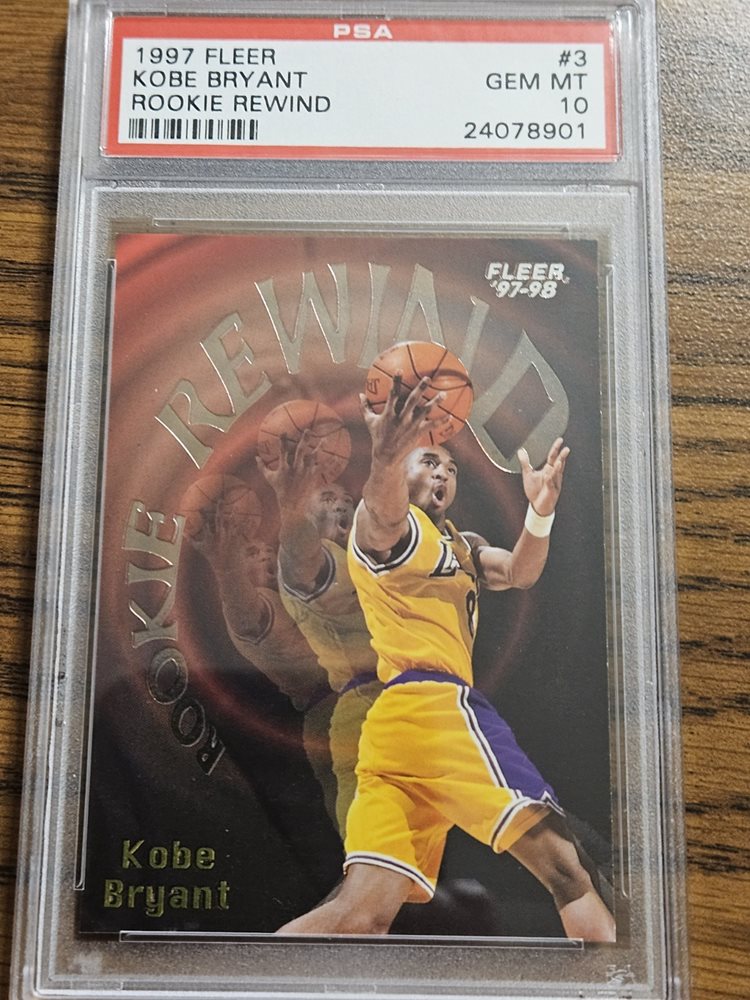 PSA
1997 FLEER #3
KOBE BRYANT GEM MT
ROOKIE REWIND 10
24078901
FLEER
'97-98
ROOKIE REWIND
8
Kobe
Bryant